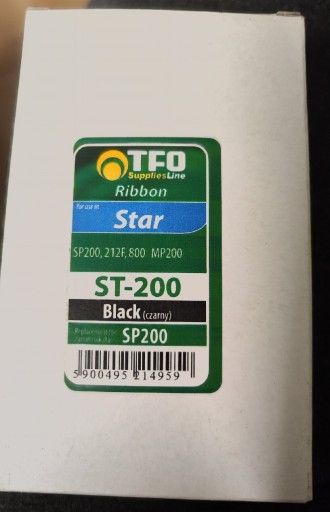 TFO
SuppliesLine
Ribbon
for use in
Star
SP200, 212F, 800 MP200
ST-200
Black (czarny)
SP200
5900495 214959